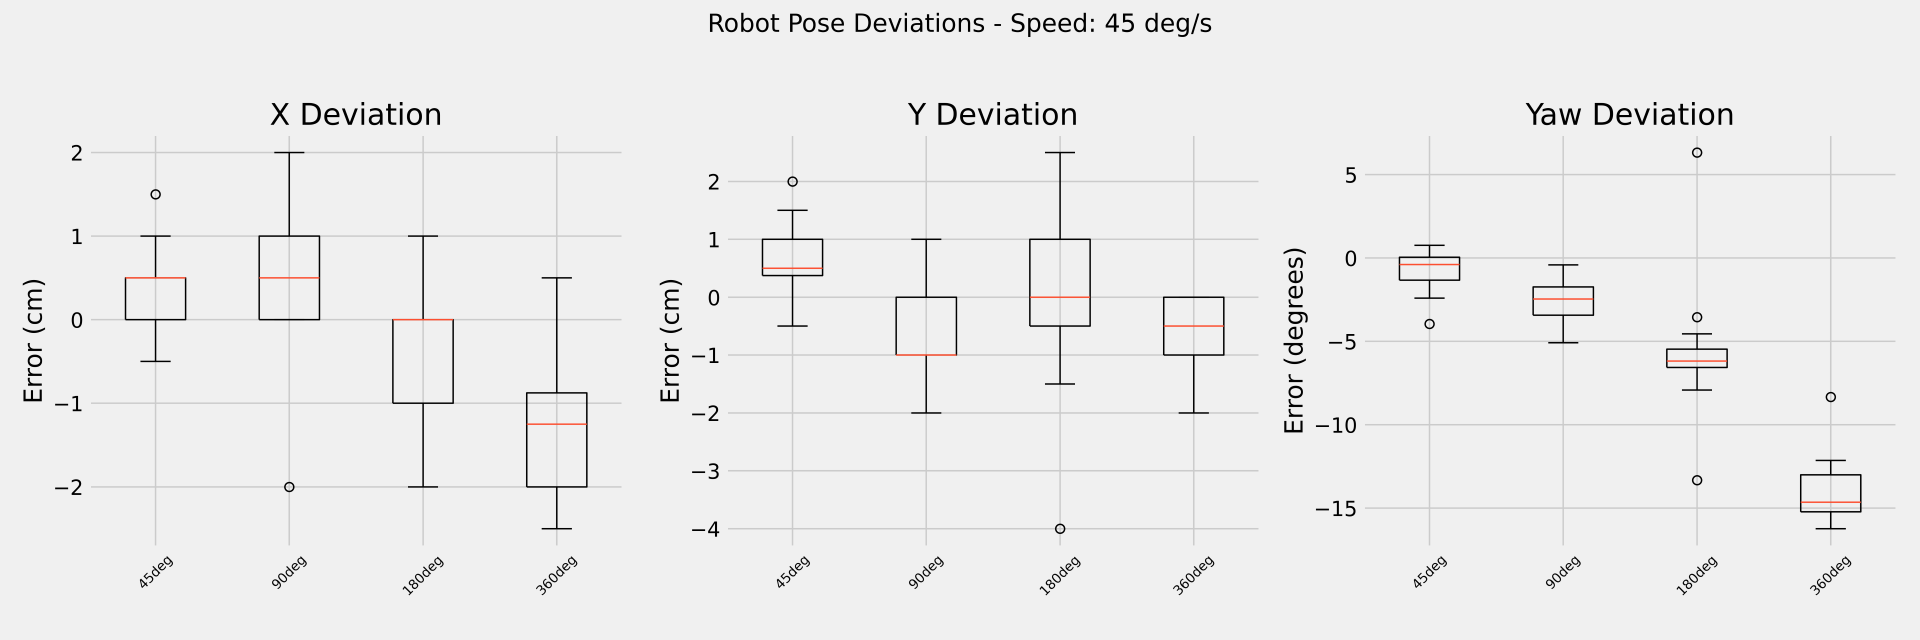 Robot Pose Deviations - Speed: 45 deg/s
X Deviation
Error (cm)
2
1
0
−1
−2
45deg
90deg
180deg
360deg
Y Deviation
Error (cm)
2
1
0
−1
−2
−3
−4
45deg
90deg
180deg
360deg
Yaw Deviation
Error (degrees)
5
0
−5
−10
−15
45deg
90deg
180deg
360deg